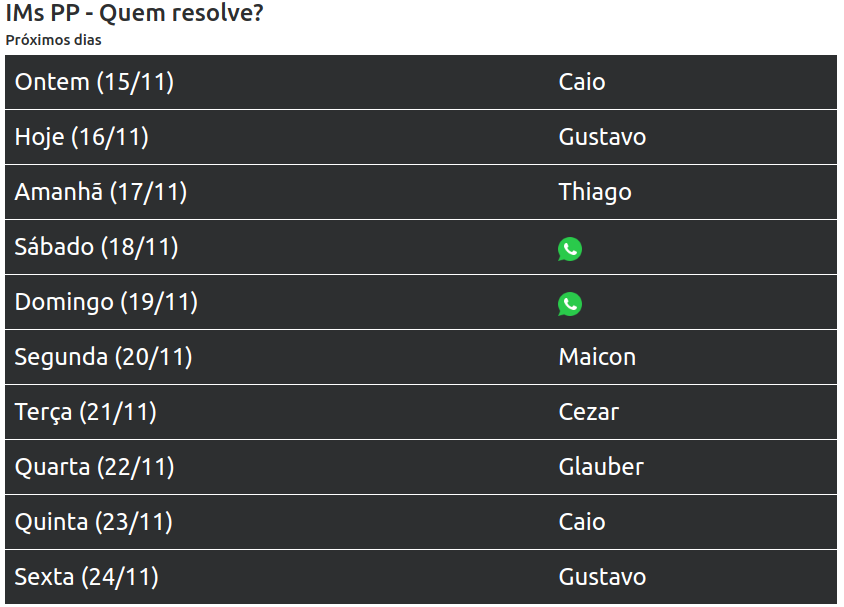 IMs PP - Quem resolve?
Próximos dias
Ontem (15/11) Caio
Hoje (16/11) Gustavo
Amanhã (17/11) Thiago
Sábado (18/11)
Domingo (19/11)
Segunda (20/11) Maicon
Terça (21/11) Cezar
Quarta (22/11) Glauber
Quinta (23/11) Caio
Sexta (24/11) Gustavo